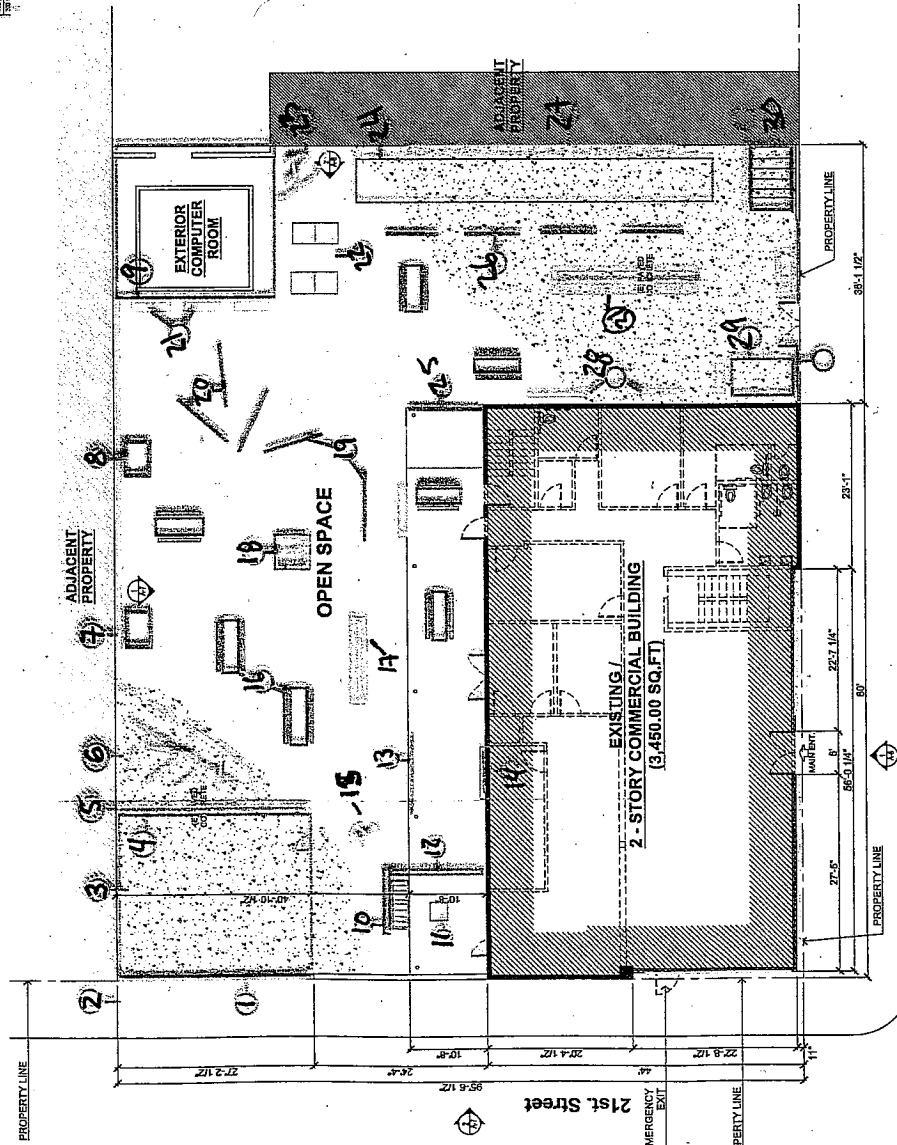 ADJACENT
PROPERTY
23
24
27
30
EXTERIOR
COMPUTER
ROOM
9
21
22
26
20
8
25
28
29
PROPERTY LINE
38'-1 1/2"
ADJACENT
PROPERTY
19
18
OPEN SPACE
7
16
17
6
5
4
3
15
13
14
EXISTING /
2 - STORY COMMERCIAL BUILDING
(3,450.00 SQ.FT)
23'-1"
22'-7 1/4"
60'
MAIN ENT.
6'
56'-0 1/4"
27'-5"
PROPERTY LINE
40'-10 1/2"
10'-8"
12
10
11
2
1
PROPERTY LINE
27'-2 1/2"
24'-4"
10'-8"
20'-4 1/2"
22'-8 1/2"
11"
44'
95'-6 1/2"
21st. Street
EMERGENCY
EXIT
PERTY LINE